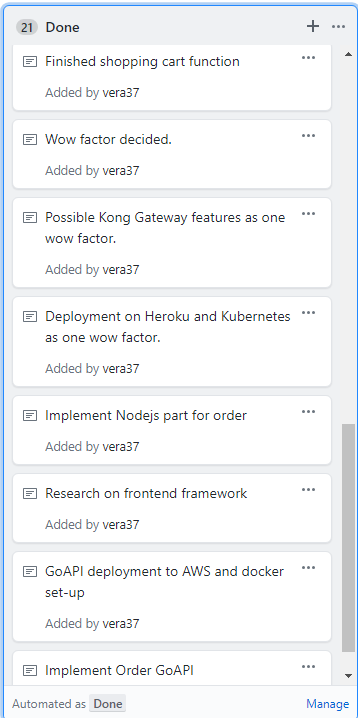 21 Done
Finished shopping cart function
Added by vera37
Wow factor decided.
Added by vera37
Possible Kong Gateway features as one
wow factor.
Added by vera37
Deployment on Heroku and Kubernetes
as one wow factor.
Added by vera37
Implement Nodejs part for order
Added by vera37
Research on frontend framework
Added by vera37
GoAPI deployment to AWS and docker
set-up
Added by vera37
Implement Order GoAPI
Automated as Done Manage